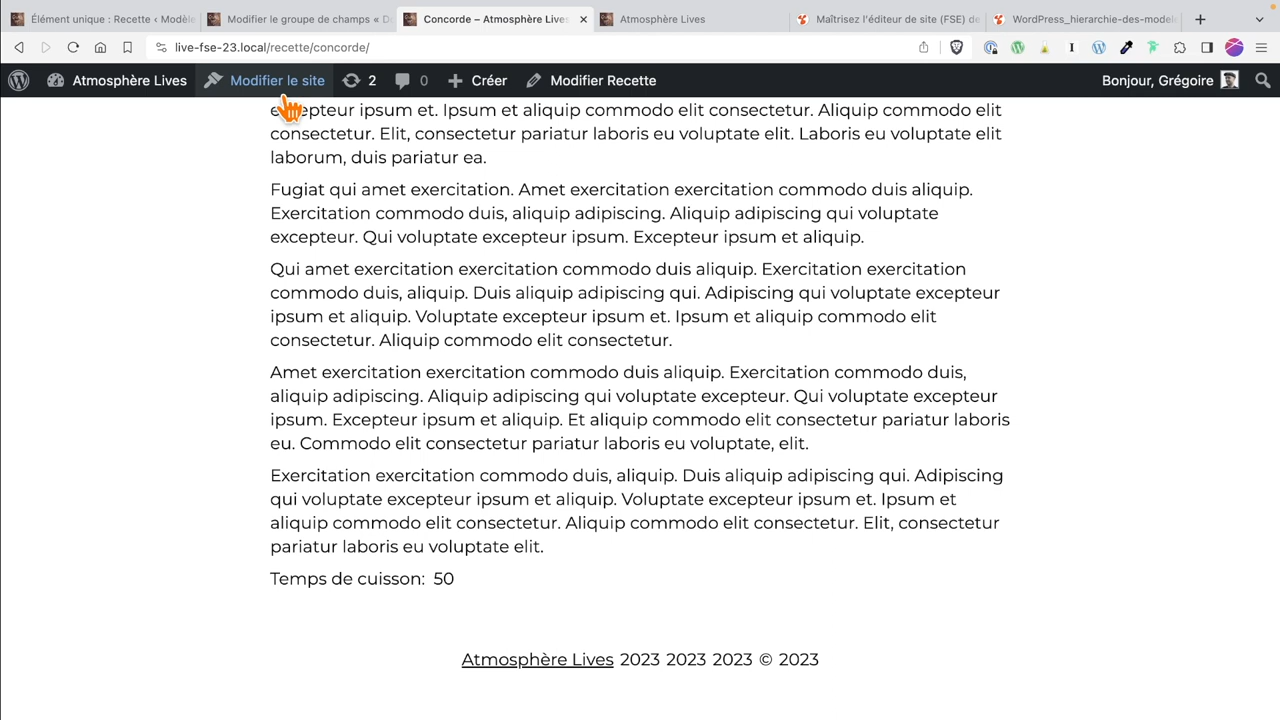 Élément unique : Recette ‹ Modèle
Modifier le groupe de champs « D
Concorde – Atmosphère Lives
Atmosphère Lives
Maîtrisez l'éditeur de site (FSE) de
WordPress_hierarchie-des-modele
live-fse-23.local/recette/concorde/
Atmosphère Lives
Modifier le site
2
0
Créer
Modifier Recette
Bonjour, Grégoire
excepteur ipsum et. Ipsum et aliquip commodo elit consectetur. Aliquip commodo elit
consectetur. Elit, consectetur pariatur laboris eu voluptate elit. Laboris eu voluptate elit
laborum, duis pariatur ea.
Fugiat qui amet exercitation. Amet exercitation exercitation commodo duis aliquip.
Exercitation commodo duis, aliquip adipiscing. Aliquip adipiscing qui voluptate
excepteur. Qui voluptate excepteur ipsum. Excepteur ipsum et aliquip.
Qui amet exercitation exercitation commodo duis aliquip. Exercitation exercitation
commodo duis, aliquip. Duis aliquip adipiscing qui. Adipiscing qui voluptate excepteur
ipsum et aliquip. Voluptate excepteur ipsum et. Ipsum et aliquip commodo elit
consectetur. Aliquip commodo elit consectetur.
Amet exercitation exercitation commodo duis aliquip. Exercitation commodo duis,
aliquip adipiscing. Aliquip adipiscing qui voluptate excepteur. Qui voluptate excepteur
ipsum. Excepteur ipsum et aliquip. Et aliquip commodo elit consectetur pariatur laboris
eu. Commodo elit consectetur pariatur laboris eu voluptate, elit.
Exercitation exercitation commodo duis, aliquip. Duis aliquip adipiscing qui. Adipiscing
qui voluptate excepteur ipsum et aliquip. Voluptate excepteur ipsum et. Ipsum et
aliquip commodo elit consectetur. Aliquip commodo elit consectetur. Elit, consectetur
pariatur laboris eu voluptate elit.
Temps de cuisson: 50
Atmosphère Lives 2023 2023 2023 © 2023